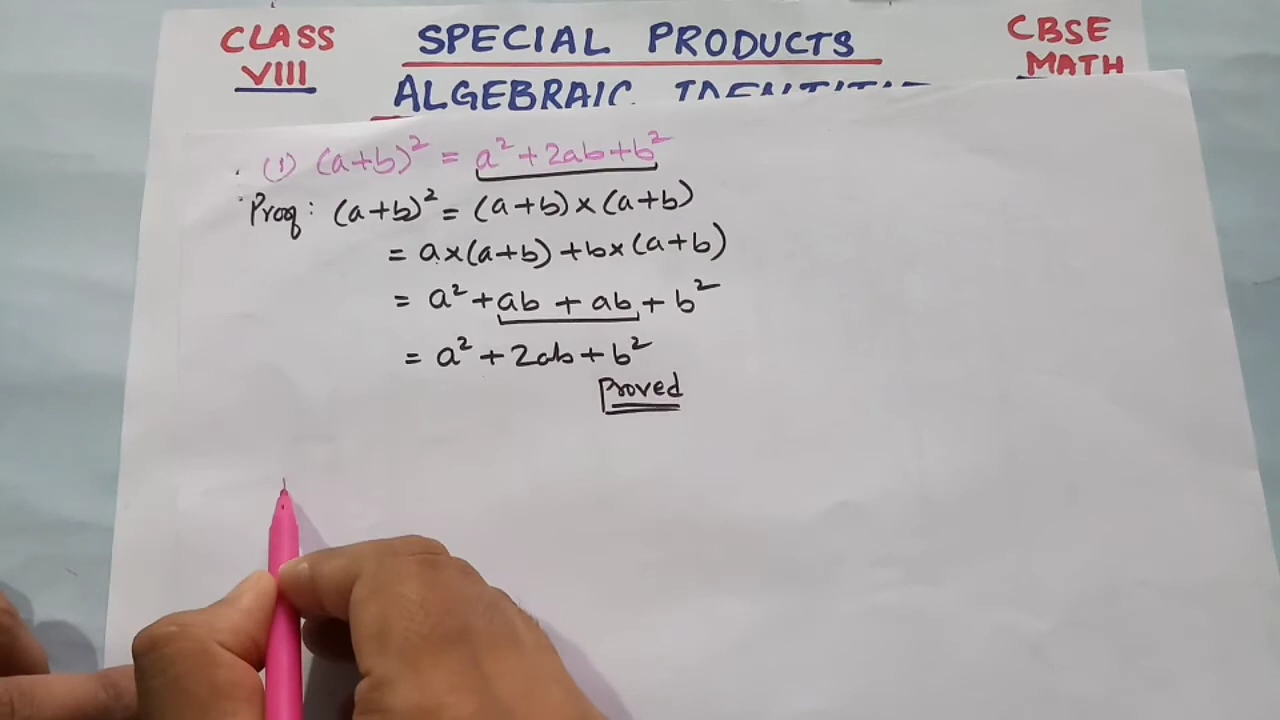 CLASS VIII
SPECIAL PRODUCTS
CBSE MATH
ALGEBRAIC
(1) (a+b)² = a² + 2ab + b²
Proof: (a+b)² = (a+b) × (a+b)
= a×(a+b) + b×(a+b)
= a² + ab + ab + b²
= a² + 2ab + b²
Proved